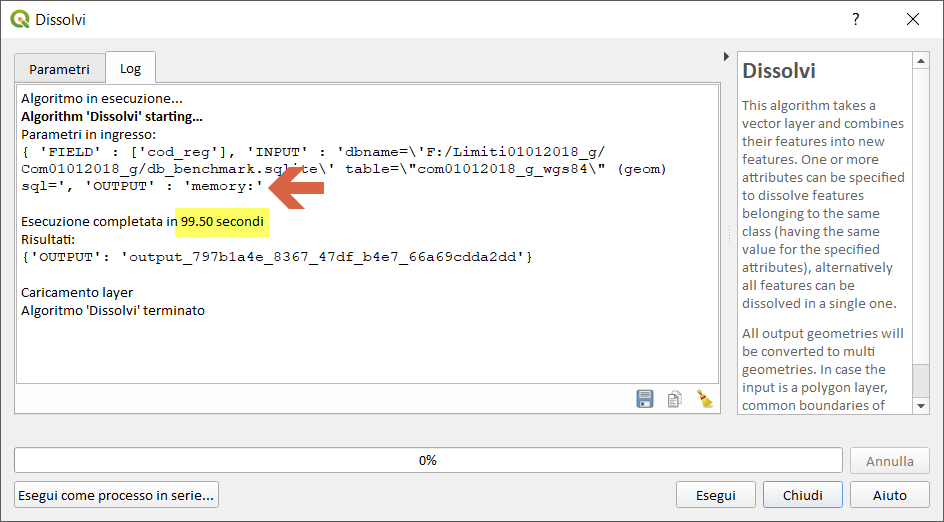 Dissolvi
?
Parametri
Log
Algoritmo in esecuzione...
Algorithm 'Dissolvi' starting...
Parametri in ingresso:
{ 'FIELD' : ['cod_reg'], 'INPUT' : 'dbname=\'F:/Limiti01012018_g/
Com01012018_g/db_benchmark.sqlite\' table=\"com01012018_g_wgs84\" (geom)
sql=', 'OUTPUT' : 'memory:'
Esecuzione completata in 99.50 secondi
Risultati:
{'OUTPUT': 'output_797b1a4e_8367_47df_b4e7_66a69cdda2dd'}
Caricamento layer
Algoritmo 'Dissolvi' terminato
Dissolvi
This algorithm takes a
vector layer and combines
their features into new
features. One or more
attributes can be specified
to dissolve features
belonging to the same
class (having the same
value for the specified
attributes), alternatively
all features can be
dissolved in a single one.
All output geometries will
be converted to multi
geometries. In case the
input is a polygon layer,
common boundaries of
0%
Annulla
Esegui come processo in serie...
Esegui
Chiudi
Aiuto